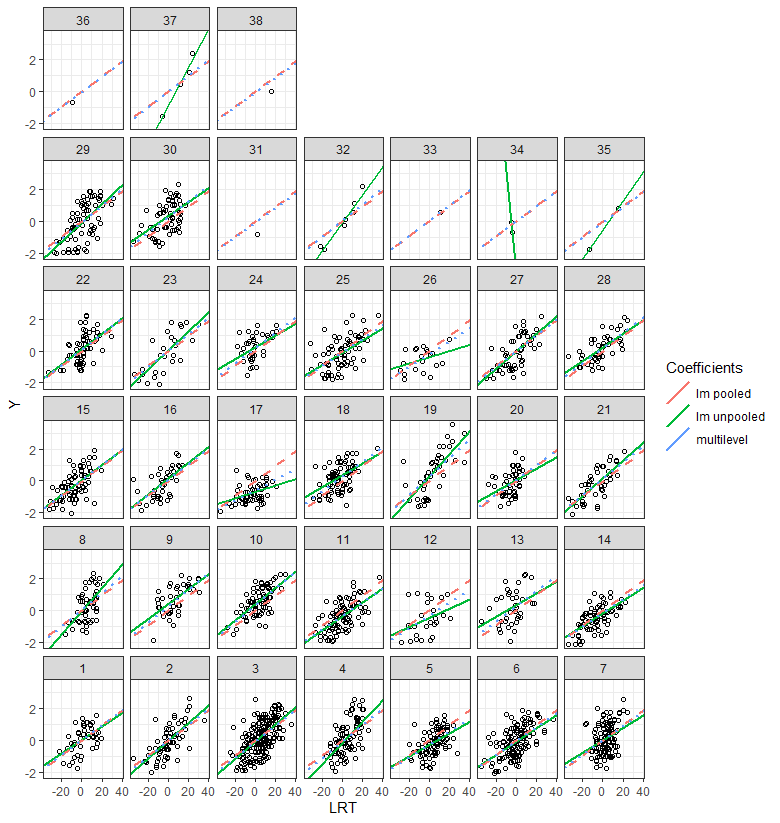 36 37 38
2
0
-2
29 30 31 32 33 34 35
2
0
-2
22 23 24 25 26 27 28
2
0
-2
Coefficients
lm pooled
lm unpooled
multilevel
Y
15 16 17 18 19 20 21
2
0
-2
8 9 10 11 12 13 14
2
0
-2
1 2 3 4 5 6 7
2
0
-2
-20 0 20 40 -20 0 20 40 -20 0 20 40 -20 0 20 40 -20 0 20 40 -20 0 20 40 -20 0 20 40
LRT